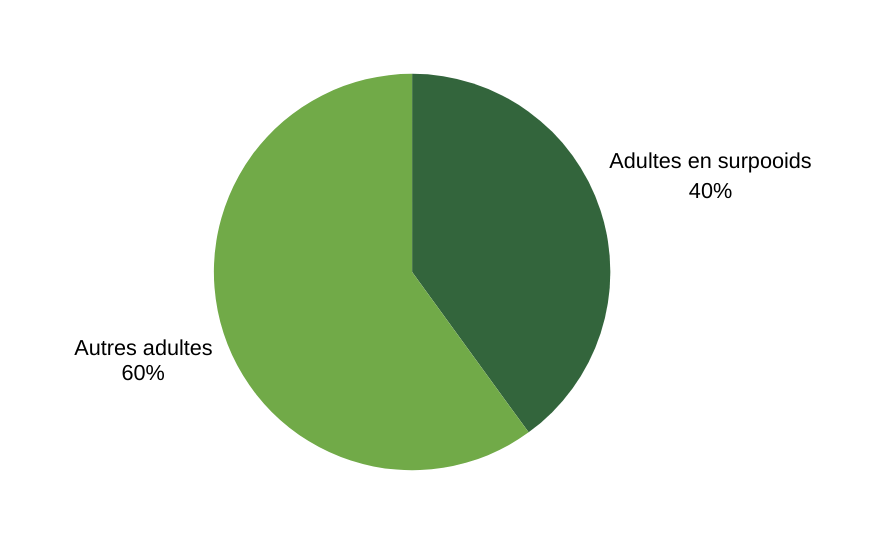 Adultes en surpooids
40%
Autres adultes
60%